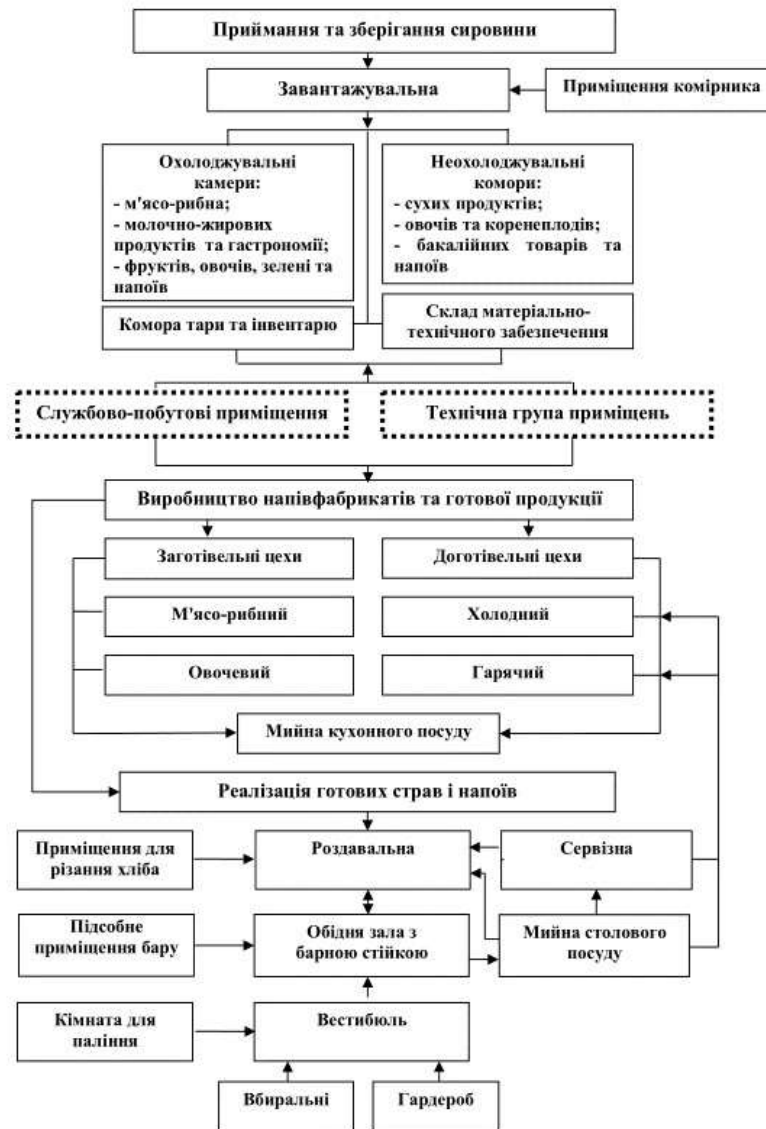 Приймання та зберігання сировини
Завантажувальна
Приміщення комірника
Охолоджувальні
камери:
- м'ясо-рибна;
- молочно-жирових
продуктів та гастрономії;
- фруктів, овочів, зелені та
напоїв
Неохолоджувальні
комори:
- сухих продуктів;
- овочів та коренеплодів;
- бакалійних товарів та
напоїв
Комора тари та інвентарю
Склад матеріально-
технічного забезпечення
Службово-побутові приміщення
Технічна група приміщень
Виробництво напівфабрикатів та готової продукції
Заготівельні цехи
Доготівельні цехи
М'ясо-рибний
Холодний
Овочевий
Гарячий
Мийна кухонного посуду
Реалізація готових страв і напоїв
Приміщення для
різання хліба
Роздавальна
Сервізна
Підсобне
приміщення бару
Обідня зала з
барною стійкою
Мийна столового
посуду
Кімната для
паління
Вестибюль
Вбиральні
Гардероб